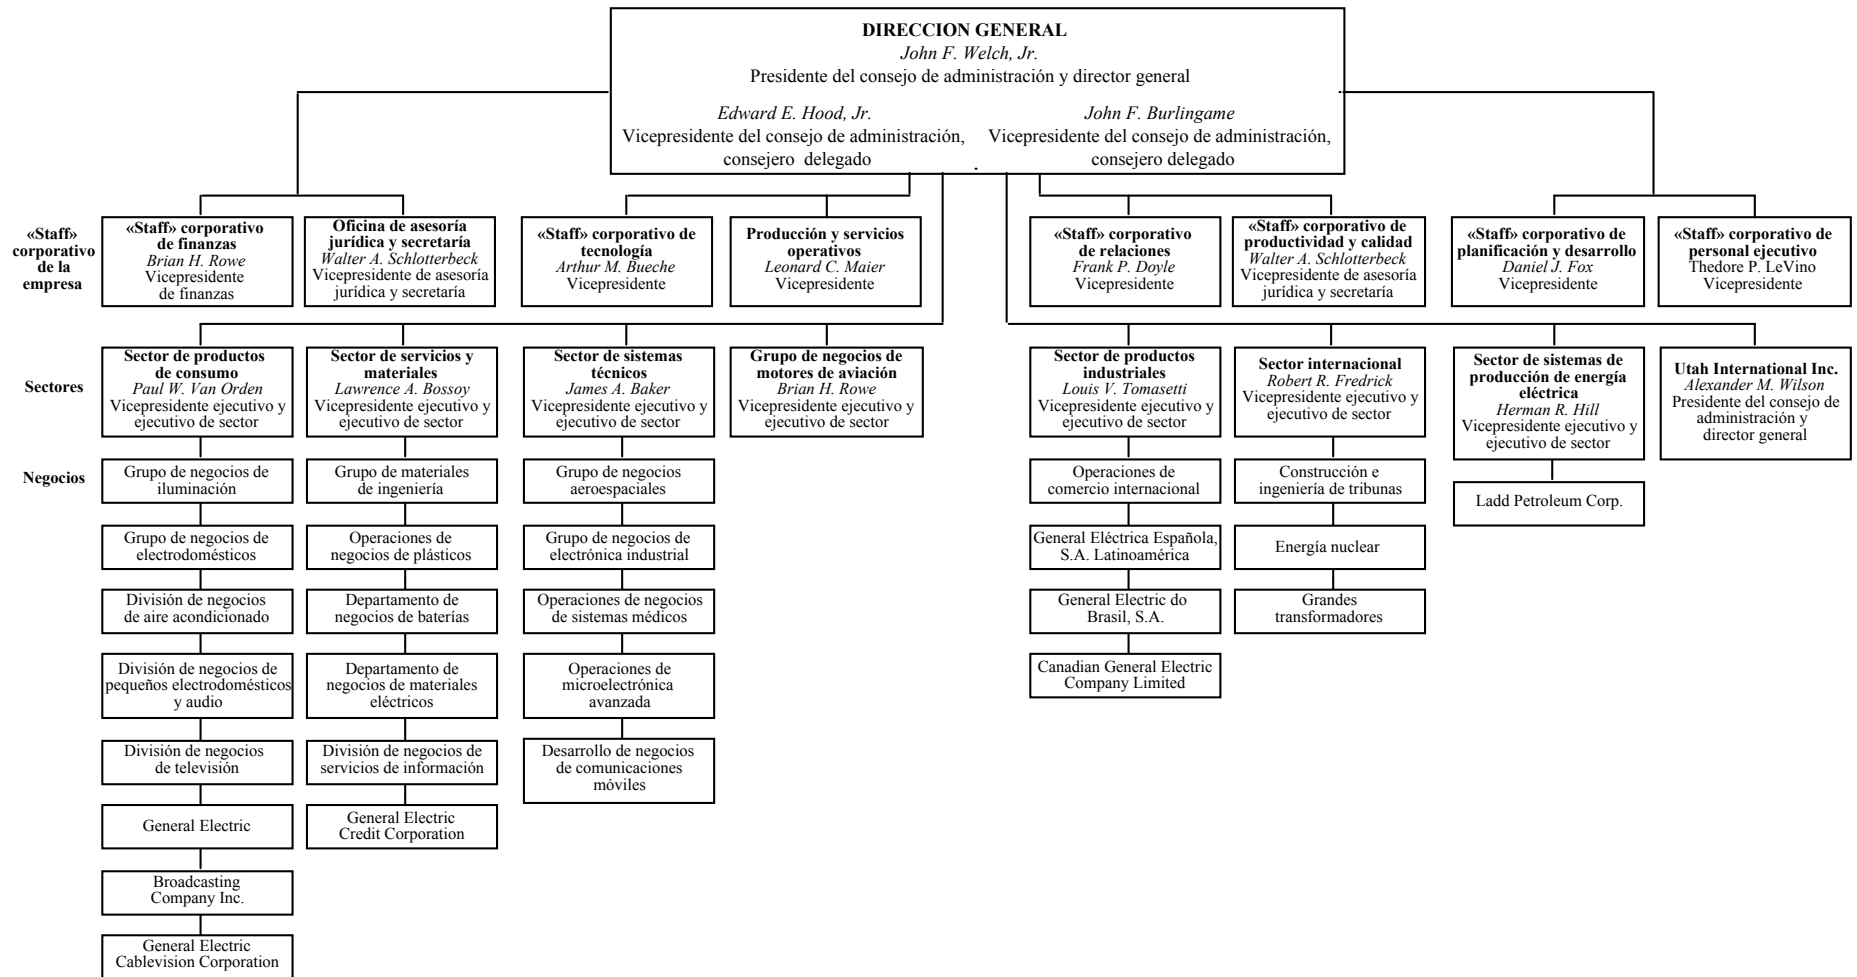 DIRECCION GENERAL
John F. Welch, Jr.
Presidente del consejo de administración y director general
Edward E. Hood, Jr.
Vicepresidente del consejo de administración,
consejero delegado
John F. Burlingame
Vicepresidente del consejo de administración,
consejero delegado
«Staff»
corporativo
de la
empresa
«Staff» corporativo
de finanzas
Brian H. Rowe
Vicepresidente
de finanzas
Oficina de asesoría
jurídica y secretaría
Walter A. Schlotterbeck
Vicepresidente de asesoría
jurídica y secretaría
«Staff» corporativo de
tecnología
Arthur M. Bueche
Vicepresidente
Producción y servicios
operativos
Leonard C. Maier
Vicepresidente
«Staff» corporativo
de relaciones
Frank P. Doyle
Vicepresidente
«Staff» corporativo de
productividad y calidad
Walter A. Schlotterbeck
Vicepresidente de asesoría
jurídica y secretaría
«Staff» corporativo de
planificación y desarrollo
Daniel J. Fox
Vicepresidente
«Staff» corporativo de
personal ejecutivo
Thedore P. LeVino
Vicepresidente
Sectores
Sector de productos
de consumo
Paul W. Van Orden
Vicepresidente ejecutivo y
ejecutivo de sector
Sector de servicios y
materiales
Lawrence A. Bossoy
Vicepresidente ejecutivo y
ejecutivo de sector
Sector de sistemas
técnicos
James A. Baker
Vicepresidente ejecutivo y
ejecutivo de sector
Grupo de negocios de
motores de aviación
Brian H. Rowe
Vicepresidente ejecutivo y
ejecutivo de sector
Sector de productos
industriales
Louis V. Tomasetti
Vicepresidente ejecutivo y
ejecutivo de sector
Sector internacional
Robert R. Fredrick
Vicepresidente ejecutivo y
ejecutivo de sector
Sector de sistemas de
producción de energía
eléctrica
Herman R. Hill
Vicepresidente ejecutivo y
ejecutivo de sector
Utah International Inc.
Alexander M. Wilson
Presidente del consejo de
administración y
director general
Negocios
Grupo de negocios de
iluminación
Grupo de materiales
de ingeniería
Grupo de negocios
aeroespaciales
Operaciones de
comercio internacional
Construcción e
ingeniería de tribunas
Ladd Petroleum Corp.
Grupo de negocios de
electrodomésticos
Operaciones de
negocios de plásticos
Grupo de negocios de
electrónica industrial
General Eléctrica Española,
S.A. Latinoamérica
Energía nuclear
División de negocios
de aire acondicionado
Departamento de
negocios de baterías
Operaciones de negocios
de sistemas médicos
General Electric do
Brasil, S.A.
Grandes
transformadores
División de negocios de
pequeños electrodomésticos
y audio
Departamento de
negocios de materiales
eléctricos
Operaciones de
microelectrónica
avanzada
Canadian General Electric
Company Limited
División de negocios
de televisión
División de negocios de
servicios de información
Desarrollo de negocios
de comunicaciones
móviles
General Electric
General Electric
Credit Corporation
Broadcasting
Company Inc.
General Electric
Cablevision Corporation